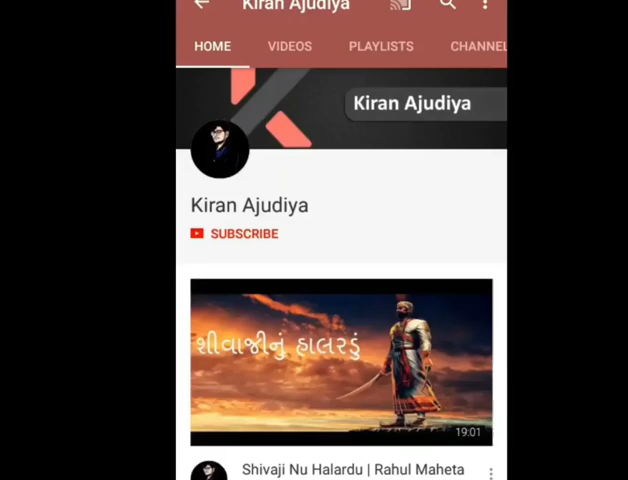 Kiran Ajudiya
HOME VIDEOS PLAYLISTS CHANNEL
Kiran Ajudiya
Kiran Ajudiya
SUBSCRIBE
શીવાજીનું હાલરડું
19:01
Shivaji Nu Halardu | Rahul Maheta